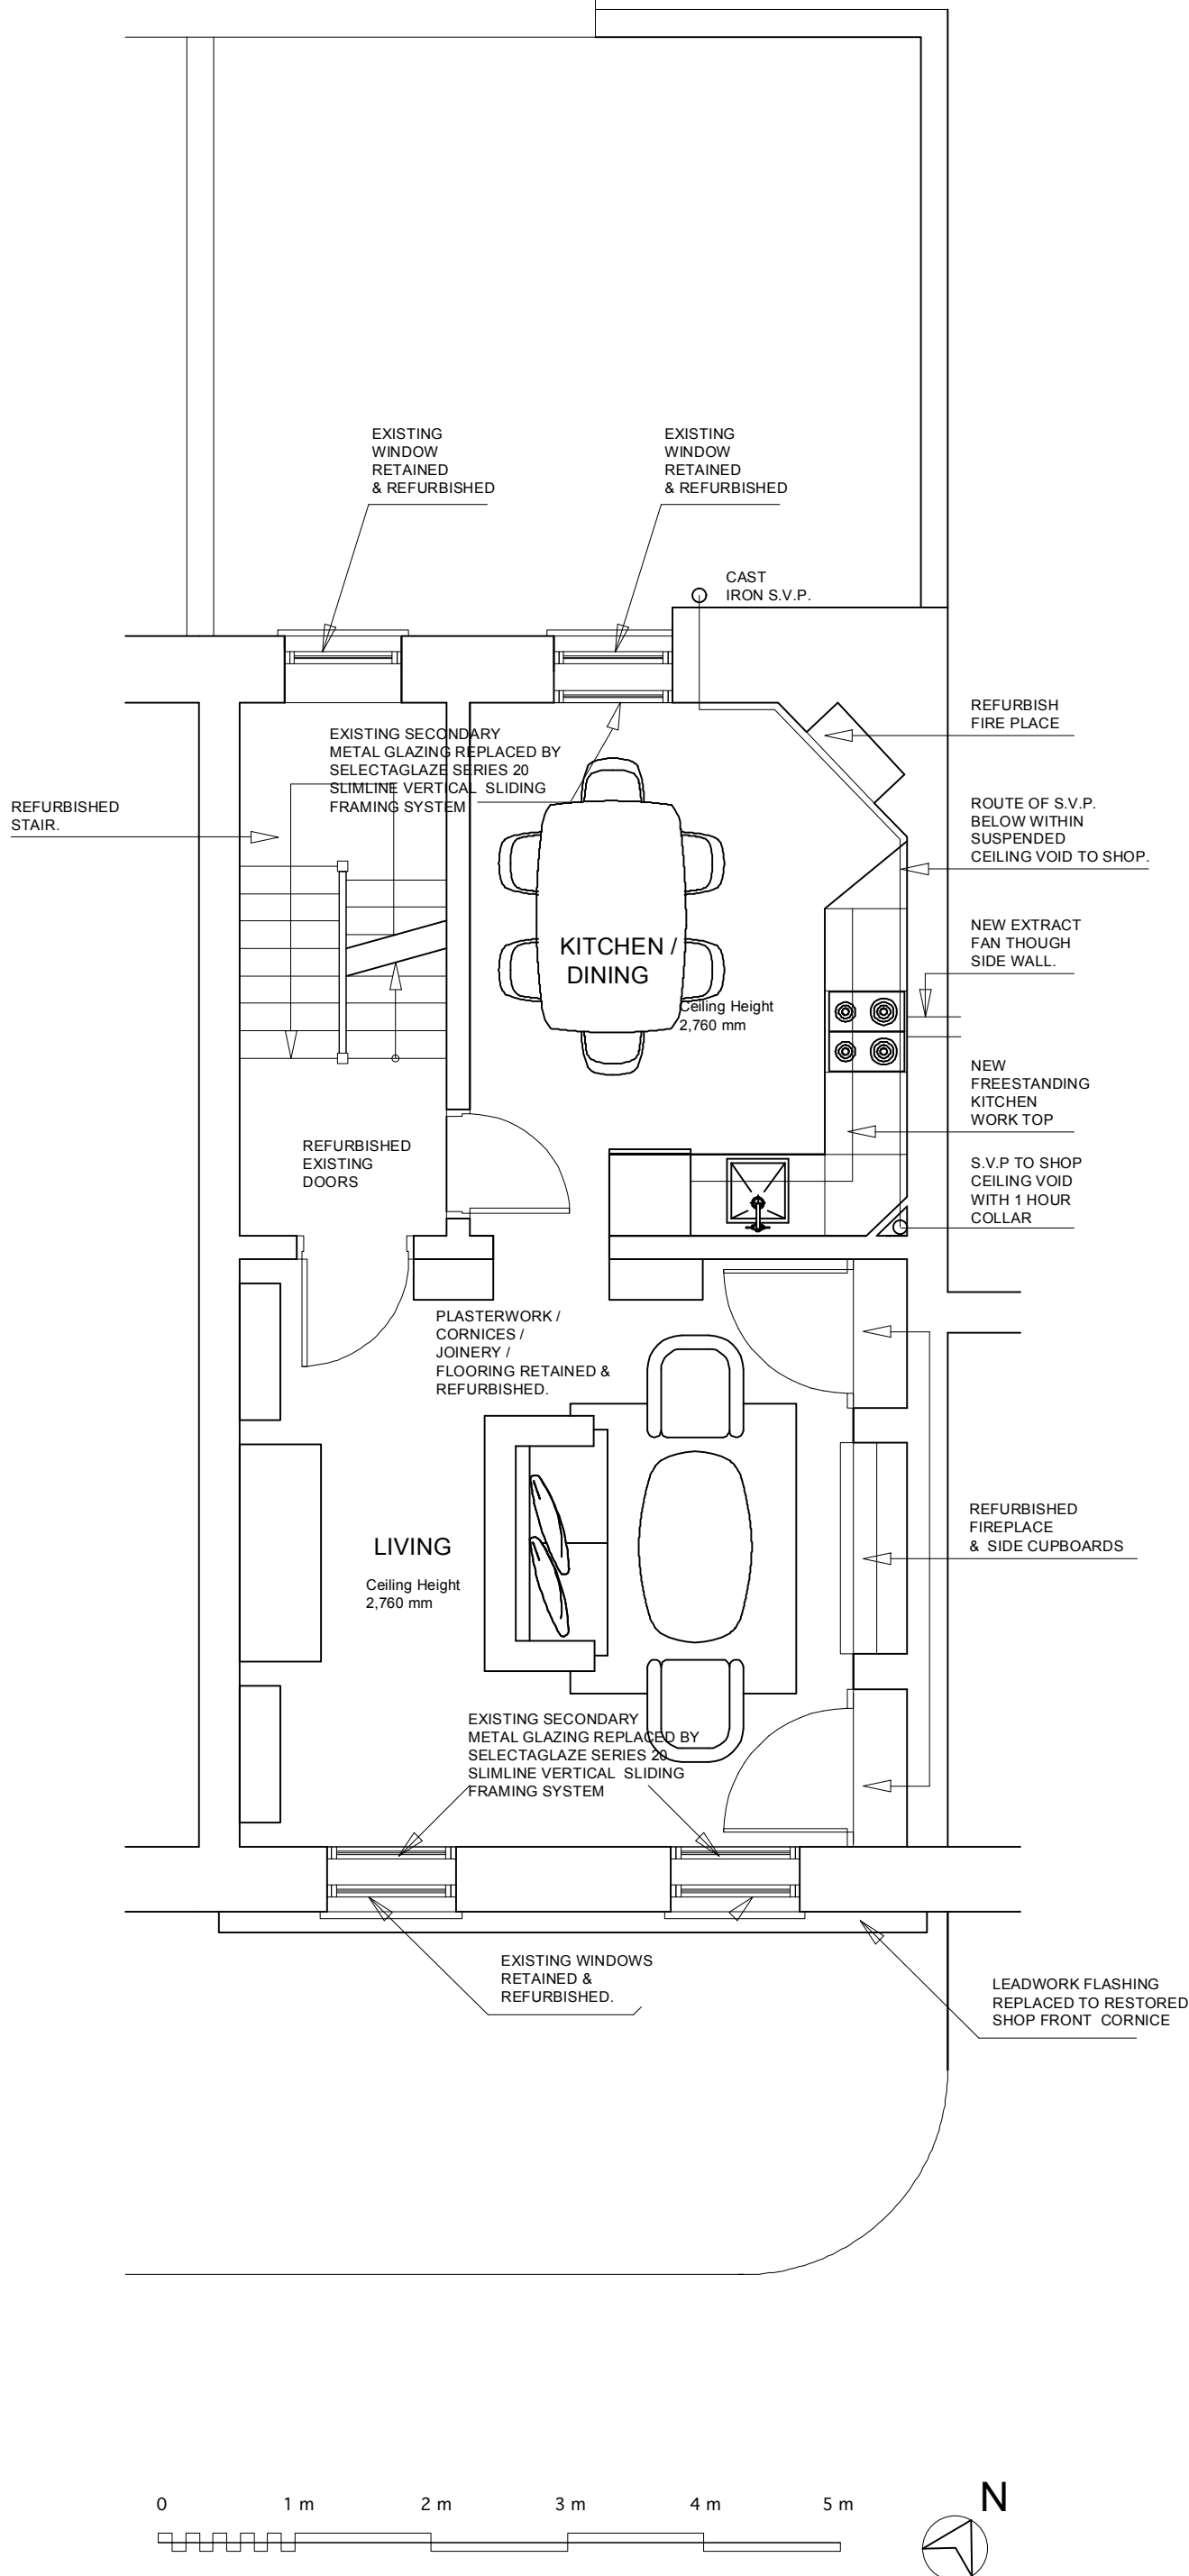 EXISTING
WINDOW
RETAINED
& REFURBISHED
EXISTING
WINDOW
RETAINED
& REFURBISHED
CAST
IRON S.V.P.
REFURBISH
FIRE PLACE
EXISTING SECONDARY
METAL GLAZING REPLACED BY
SELECTAGLAZE SERIES 20
SLIMLINE VERTICAL SLIDING
FRAMING SYSTEM
REFURBISHED
STAIR.
ROUTE OF S.V.P.
BELOW WITHIN
SUSPENDED
CEILING VOID TO SHOP.
NEW EXTRACT
FAN THOUGH
SIDE WALL.
KITCHEN /
DINING
Ceiling Height
2,760 mm
NEW
FREESTANDING
KITCHEN
WORK TOP
REFURBISHED
EXISTING
DOORS
S.V.P TO SHOP
CEILING VOID
WITH 1 HOUR
COLLAR
PLASTERWORK /
CORNICES /
JOINERY /
FLOORING RETAINED &
REFURBISHED.
REFURBISHED
FIREPLACE
& SIDE CUPBOARDS
LIVING
Ceiling Height
2,760 mm
EXISTING SECONDARY
METAL GLAZING REPLACED BY
SELECTAGLAZE SERIES 20
SLIMLINE VERTICAL SLIDING
FRAMING SYSTEM
EXISTING WINDOWS
RETAINED &
REFURBISHED.
LEADWORK FLASHING
REPLACED TO RESTORED
SHOP FRONT CORNICE
N
0 1 m 2 m 3 m 4 m 5 m